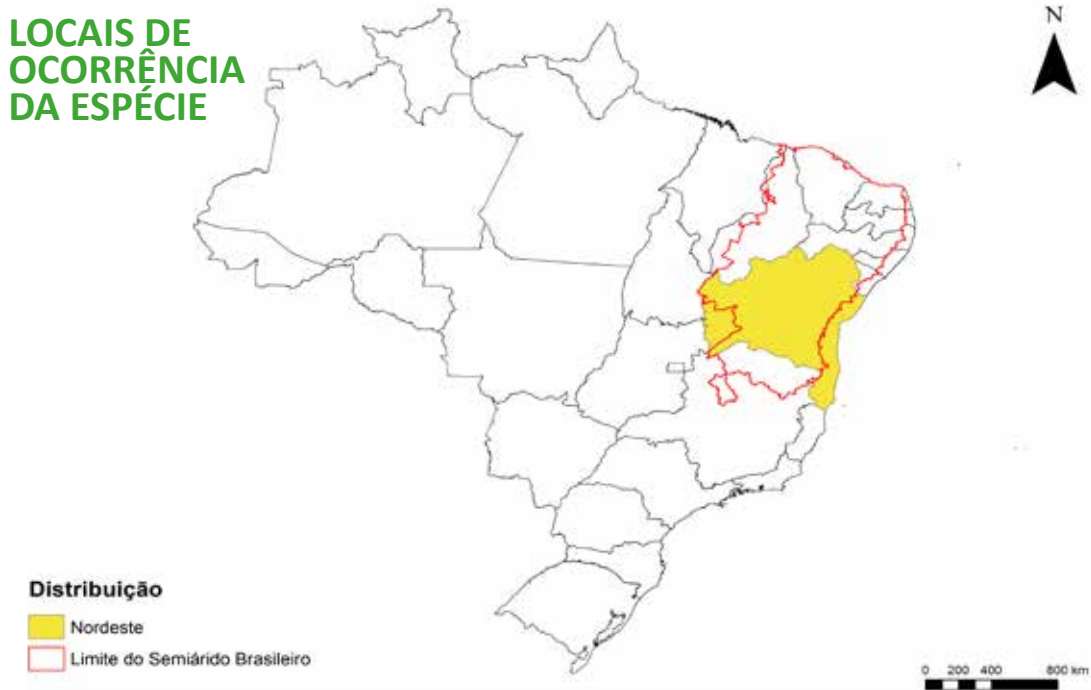 LOCAIS DE
OCORRÊNCIA
DA ESPÉCIE
N
Distribuição
Nordeste
Limite do Semiárido Brasileiro
0 200 400 800 km